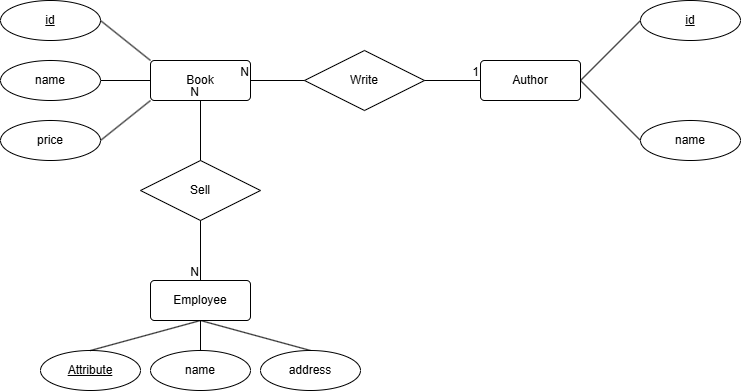 id
id
name
Book
N
Write
1
Author
N
price
name
Sell
N
Employee
Attribute
name
address